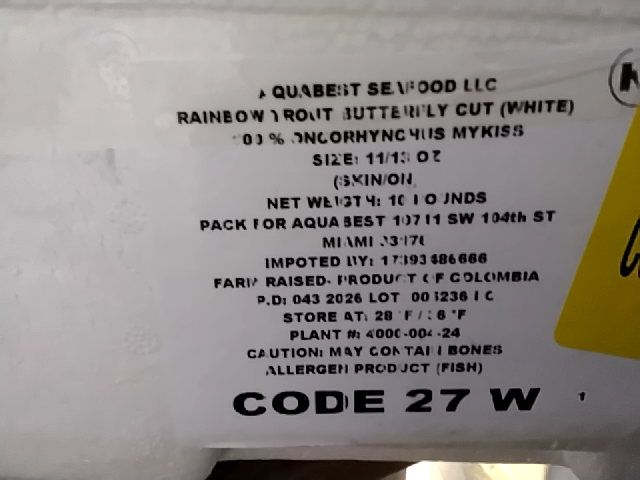 AQUABEST SEAFOOD LLC
RAINBOW TROUT BUTTERFLY CUT (WHITE)
100 % ONCORHYNCHUS MYKISS
SIZE: 11/13 OZ
(SKIN/ON)
NET WEIGTH: 10 POUNDS
PACK FOR AQUABEST 10711 SW 104th ST
MIAMI
IMPOTED BY:
FARM RAISED- PRODUCT OF COLOMBIA
P.D: 043 2026 LOT
STORE AT: 28 °F
PLANT #:
CAUTION: MAY CONTAIN BONES
ALLERGEN PRODUCT (FISH)
CODE 27 W
1